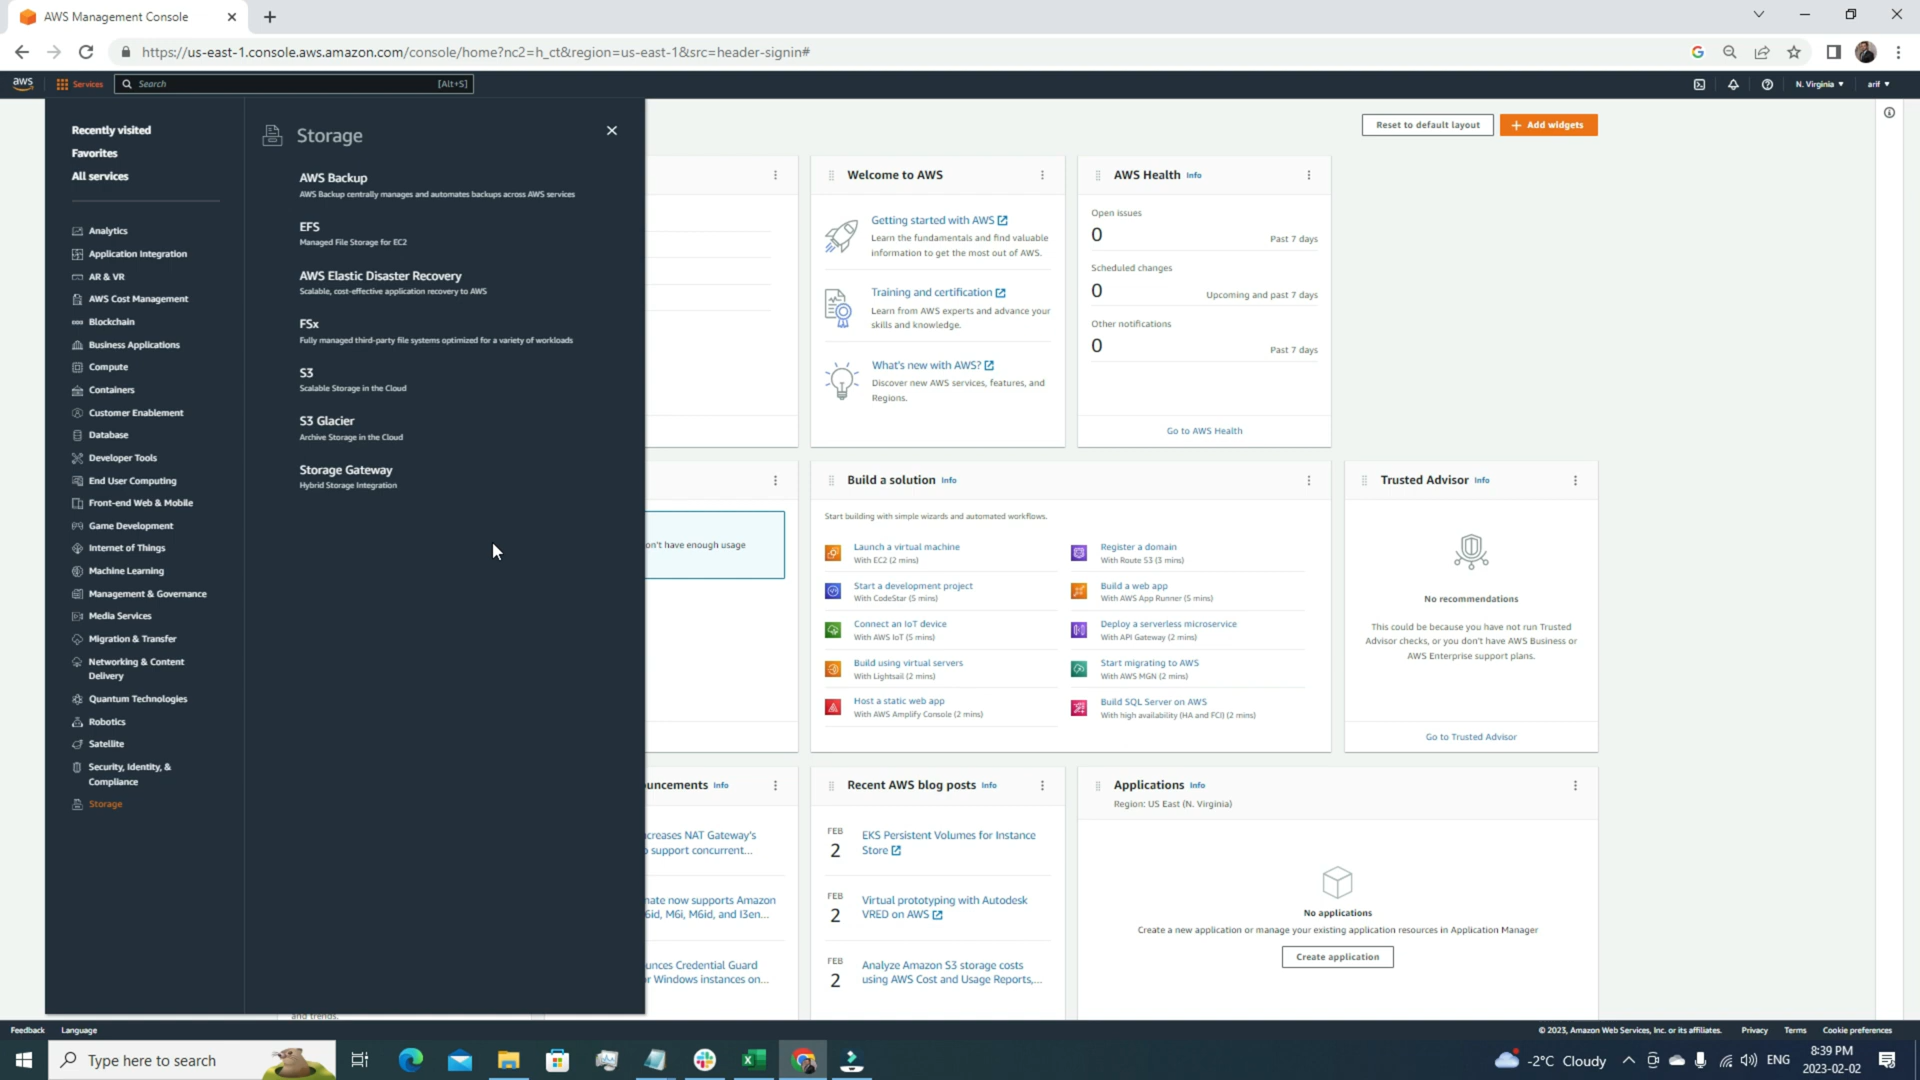 AWS Management Console
https://us-east-1.console.aws.amazon.com/console/home?nc2=h_ct&region=us-east-1&src=header-signin#
aws
Services
Search
[Alt+S]
N. Virginia
arif
Recently visited
Favorites
All services
Analytics
Application Integration
AR & VR
AWS Cost Management
Blockchain
Business Applications
Compute
Containers
Customer Enablement
Database
Developer Tools
End User Computing
Front-end Web & Mobile
Game Development
Internet of Things
Machine Learning
Management & Governance
Media Services
Migration & Transfer
Networking & Content
Delivery
Quantum Technologies
Robotics
Satellite
Security, Identity, &
Compliance
Storage
Storage
AWS Backup
AWS Backup centrally manages and automates backups across AWS services
EFS
Managed File Storage for EC2
AWS Elastic Disaster Recovery
Scalable, cost-effective application recovery to AWS
FSx
Fully managed third-party file systems optimized for a variety of workloads
S3
Scalable Storage in the Cloud
S3 Glacier
Archive Storage in the Cloud
Storage Gateway
Hybrid Storage Integration
Reset to default layout
+ Add widgets
Welcome to AWS
Getting started with AWS
Learn the fundamentals and find valuable
information to get the most out of AWS.
Training and certification
Learn from AWS experts and advance your
skills and knowledge.
What's new with AWS?
Discover new AWS services, features, and
Regions.
AWS Health Info
Open issues
0
Past 7 days
Scheduled changes
0
Upcoming and past 7 days
Other notifications
0
Past 7 days
Go to AWS Health
on't have enough usage
Build a solution Info
Start building with simple wizards and automated workflows.
Launch a virtual machine
With EC2 (2 mins)
Start a development project
With CodeStar (5 mins)
Connect an IoT device
With AWS IoT (5 mins)
Build using virtual servers
With Lightsail (2 mins)
Host a static web app
With AWS Amplify Console (2 mins)
Register a domain
With Route 53 (3 mins)
Build a web app
With AWS App Runner (5 mins)
Deploy a serverless microservice
With API Gateway (2 mins)
Start migrating to AWS
With AWS MGN (2 mins)
Build SQL Server on AWS
With high availability (HA and FCI) (2 mins)
Trusted Advisor Info
No recommendations
This could be because you have not run Trusted
Advisor checks, or you don't have AWS Business or
AWS Enterprise support plans.
Go to Trusted Advisor
uncements Info
creases NAT Gateway's
o support concurrent...
nate now supports Amazon
6id, M6i, M6id, and I3en...
unces Credential Guard
r Windows instances on...
and trends.
Recent AWS blog posts Info
FEB
2
EKS Persistent Volumes for Instance
Store
FEB
2
Virtual prototyping with Autodesk
VRED on AWS
FEB
2
Analyze Amazon S3 storage costs
using AWS Cost and Usage Reports,...
Applications Info
Region: US East (N. Virginia)
No applications
Create a new application or manage your existing application resources in Application Manager
Create application
Feedback
Language
© 2023, Amazon Web Services, Inc. or its affiliates.
Privacy
Terms
Cookie preferences
Type here to search
-2°C Cloudy
ENG
8:39 PM
2023-02-02